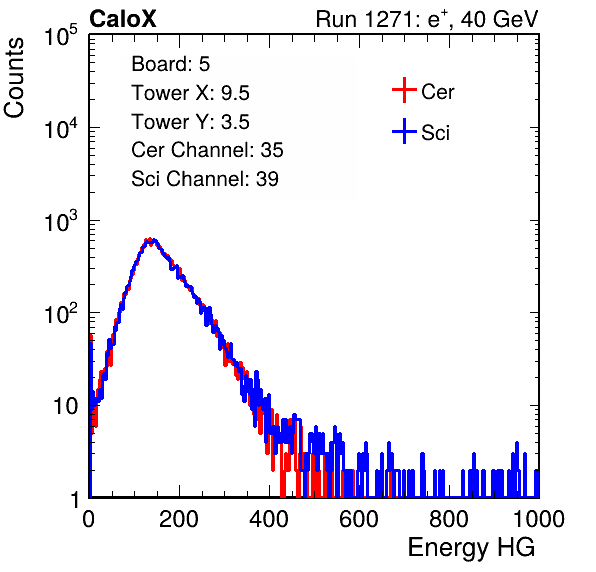 CaloX Run 1271: e⁺, 40 GeV
Counts
10⁵
10⁴
10³
10²
10
1
Board: 5
Tower X: 9.5
Tower Y: 3.5
Cer Channel: 35
Sci Channel: 39
Cer
Sci
0 200 400 600 800 1000
Energy HG